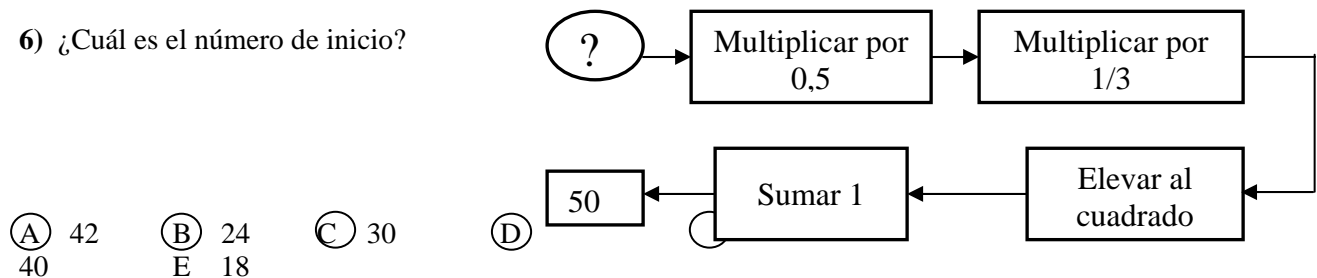 6) ¿Cuál es el número de inicio?
?
Multiplicar por
0,5
Multiplicar por
1/3
Elevar al
cuadrado
Sumar 1
50
A 42 B 24 C 30 D
40 E 18